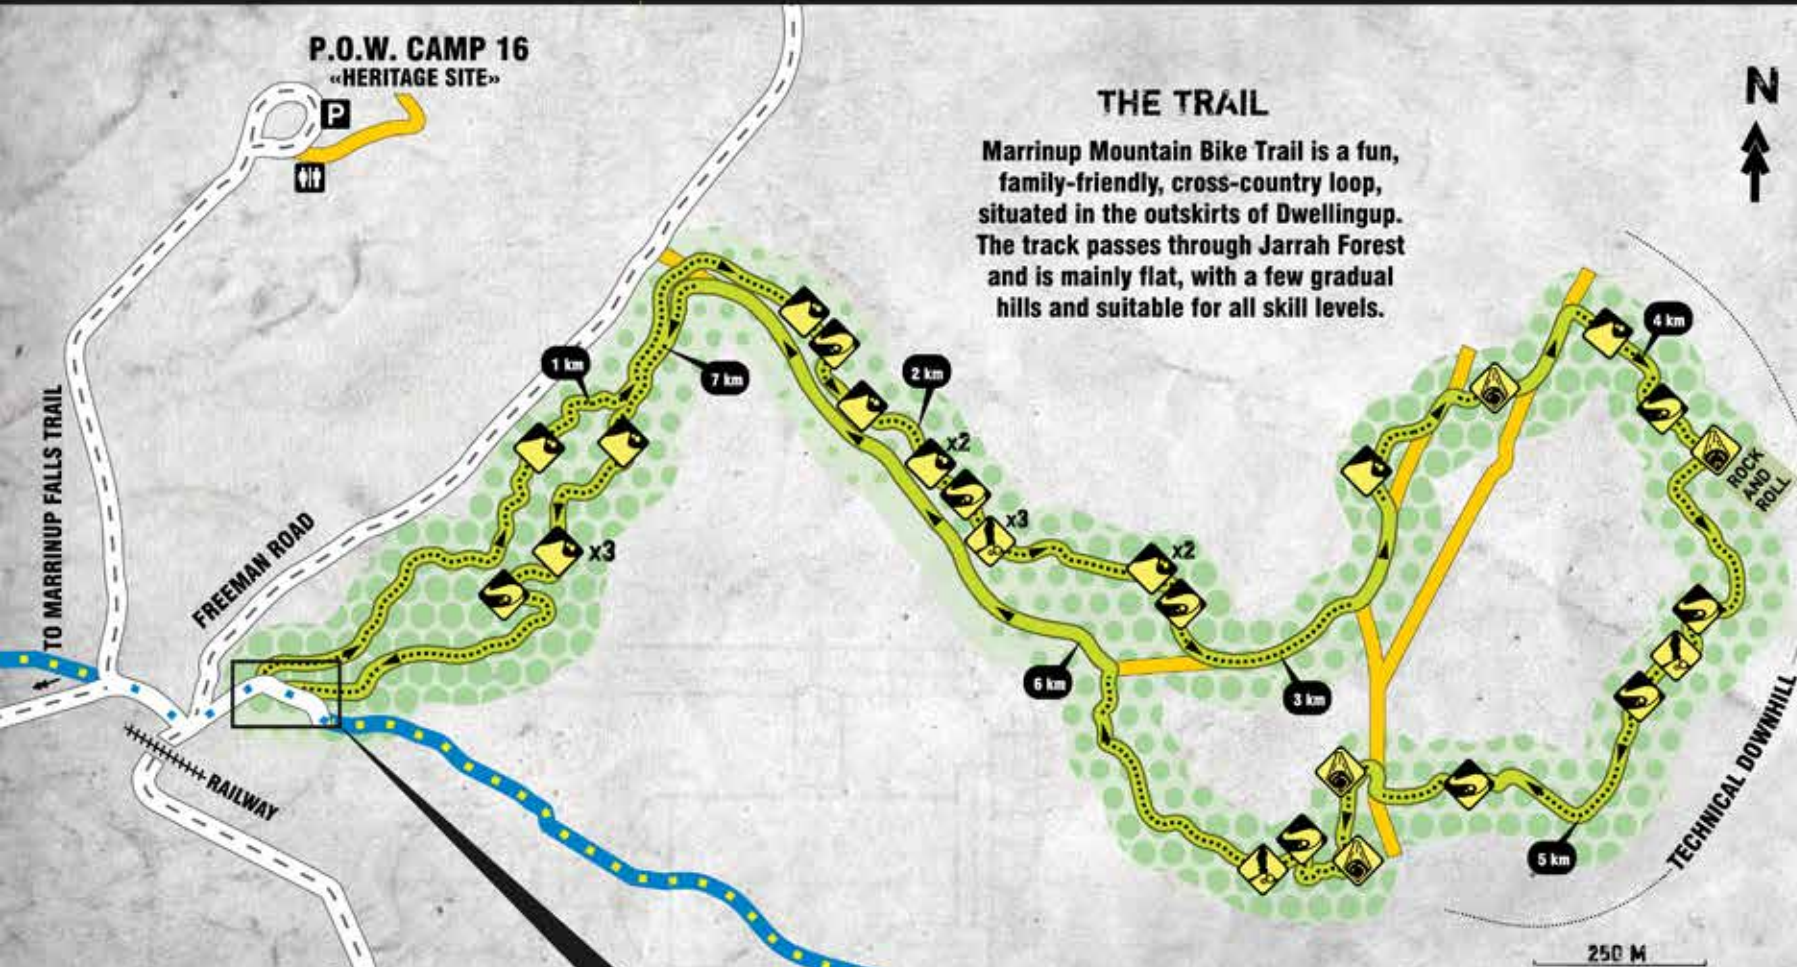 P.O.W. CAMP 16
«HERITAGE SITE»
P
THE TRAIL
Marrinup Mountain Bike Trail is a fun,
family-friendly, cross-country loop,
situated in the outskirts of Dwellingup.
The track passes through Jarrah Forest
and is mainly flat, with a few gradual
hills and suitable for all skill levels.
N
1 km
7 km
2 km
x2
x3
x2
4 km
ROCK
AND
ROLL
x3
TO MARRINUP FALLS TRAIL
FREEMAN ROAD
6 km
3 km
RAILWAY
TECHNICAL DOWNHILL
5 km
250 M